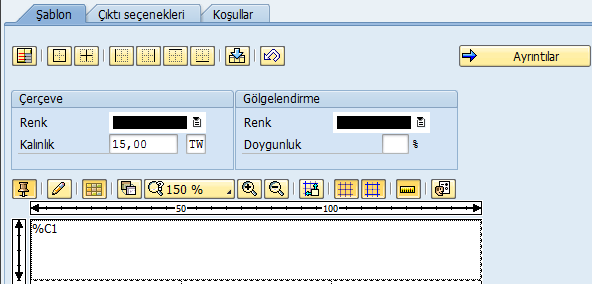 Şablon Çıktı seçenekleri Koşullar
Ayrıntılar
Çerçeve Gölgelendirme
Renk Renk
Kalınlık 15,00 TW Doygunluk %
150 %
50 100
%C1